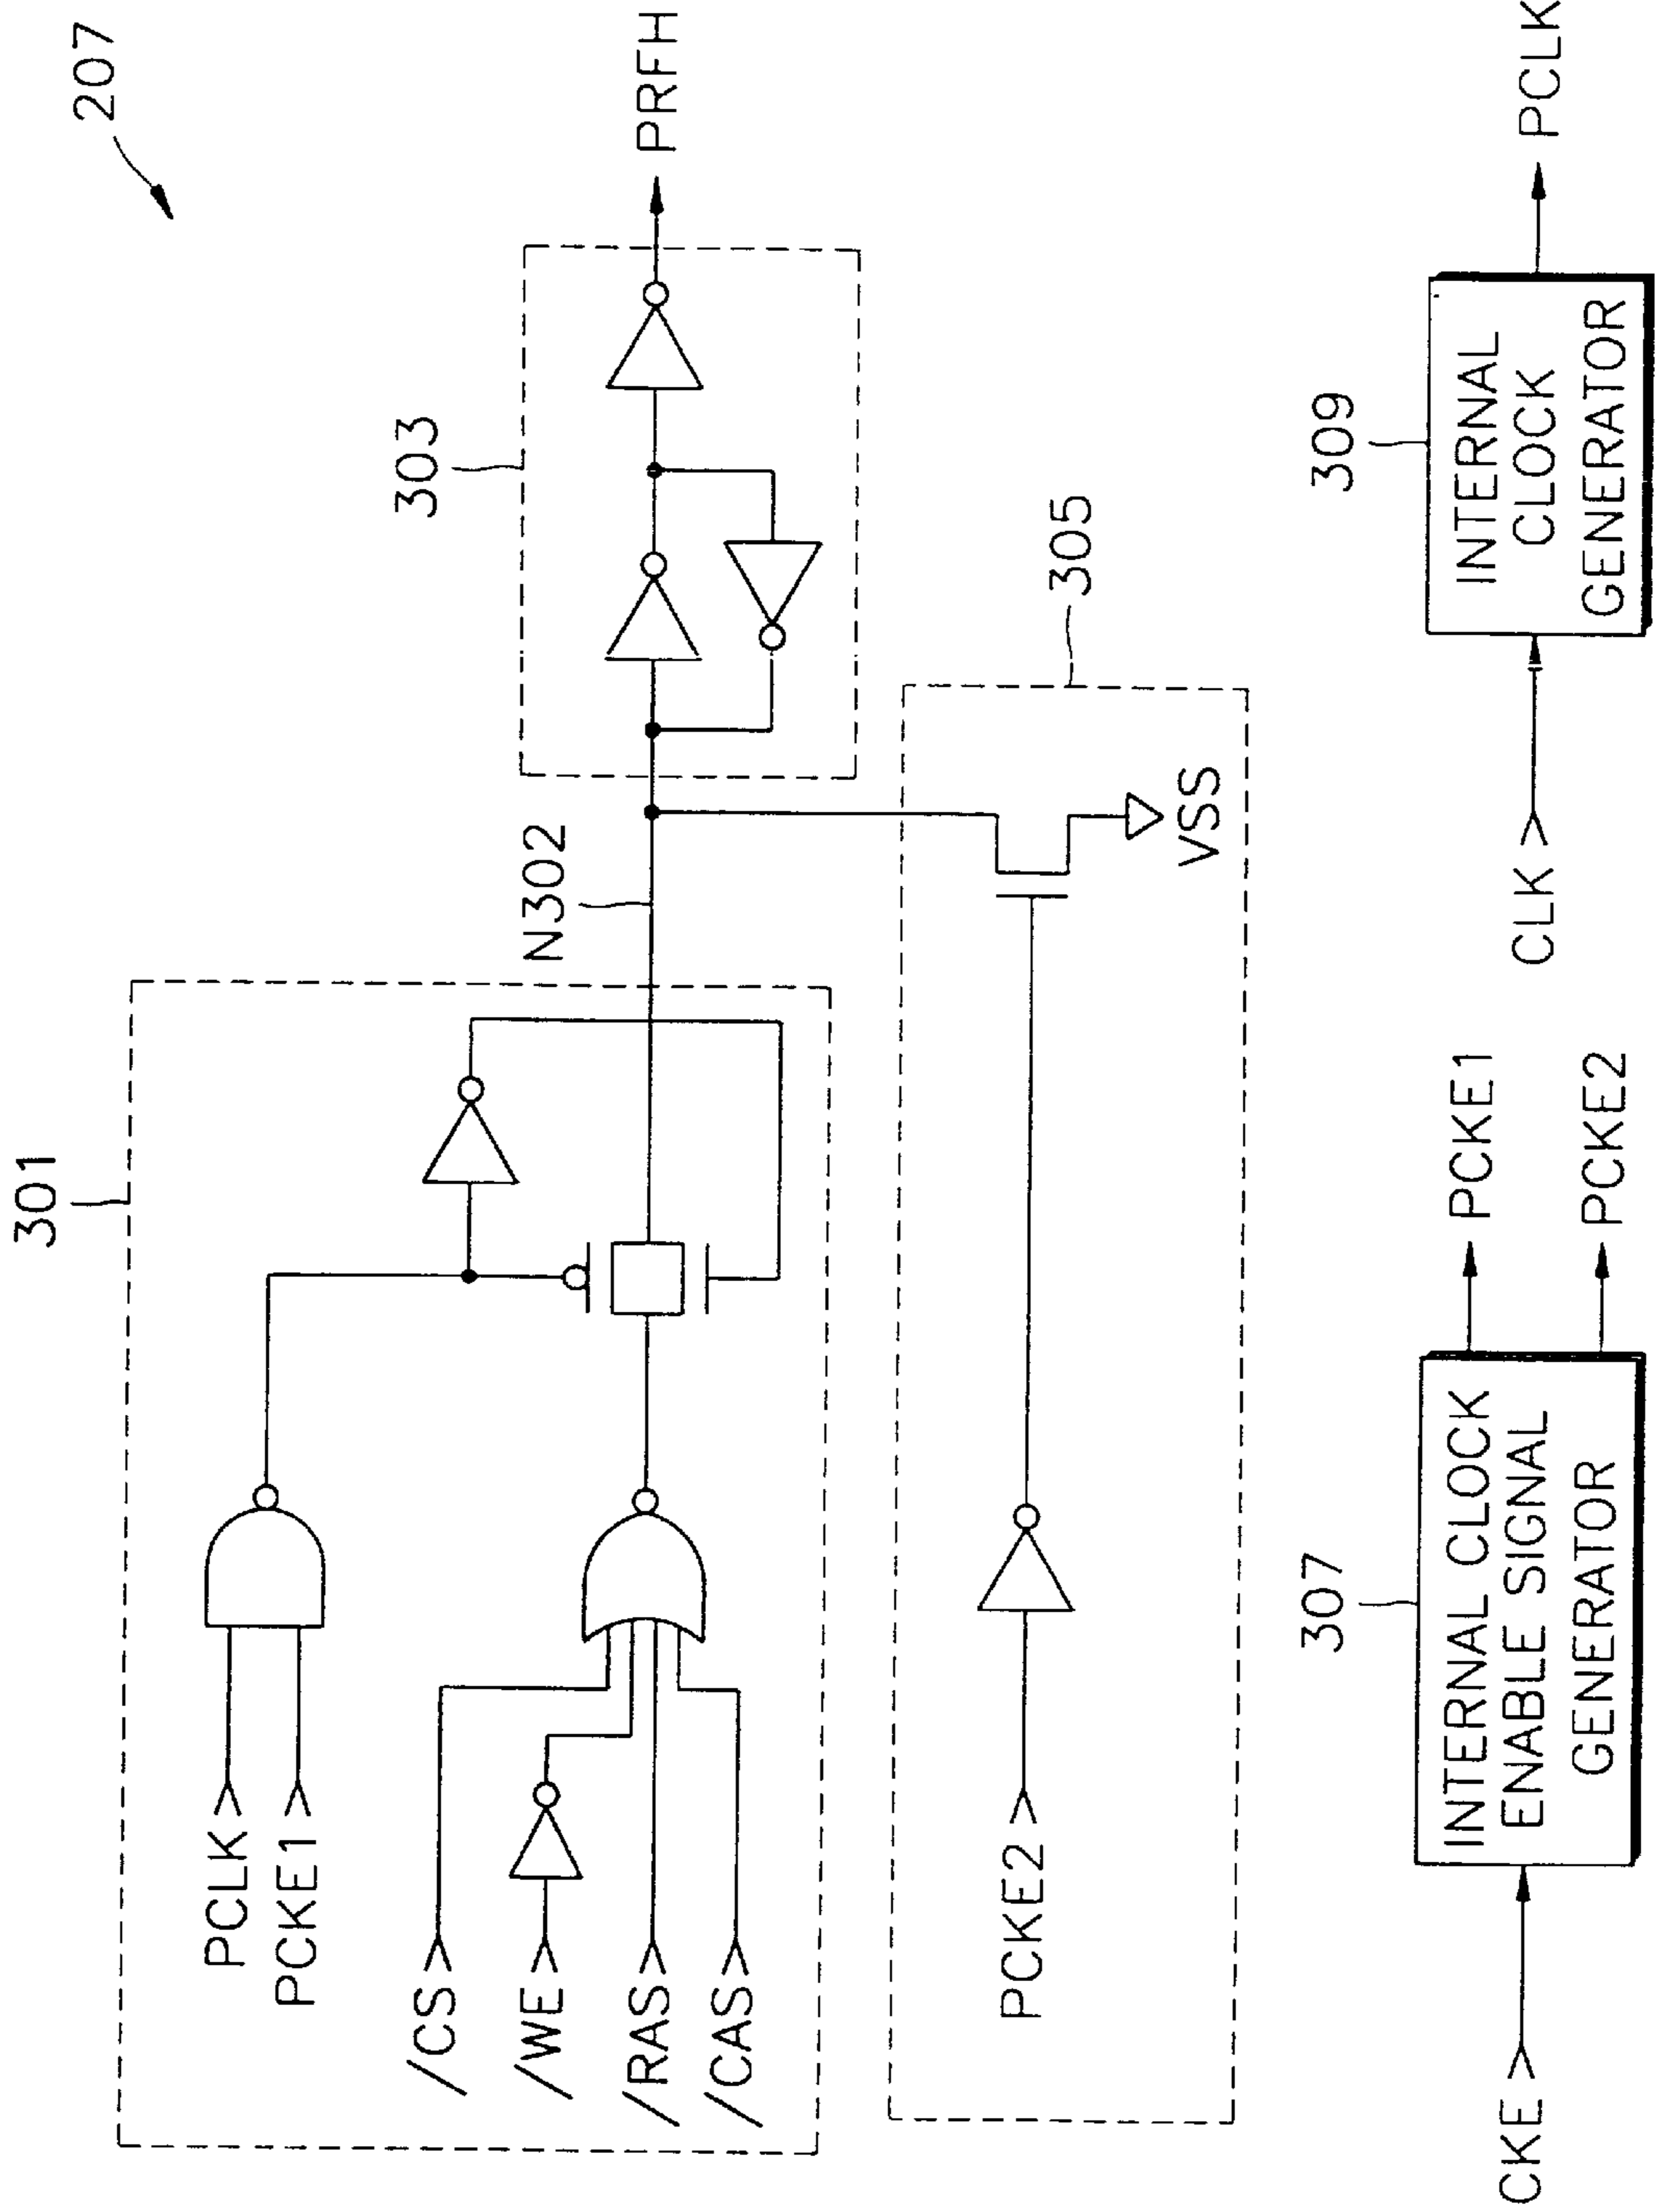 207
301
PCLK
PCKE1
/CS
/WE
/RAS
/CAS
N302
303
PRFH
305
PCKE2
VSS
307
CKE
INTERNAL CLOCK
ENABLE SIGNAL
GENERATOR
PCKE1
PCKE2
309
CLK
INTERNAL
CLOCK
GENERATOR
PCLK